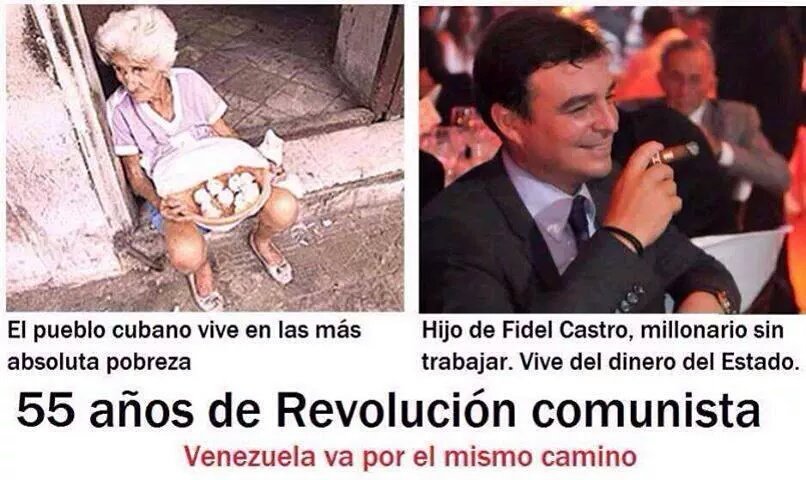 El pueblo cubano vive en las más
absoluta pobreza
Hijo de Fidel Castro, millonario sin
trabajar. Vive del dinero del Estado.
55 años de Revolución comunista
Venezuela va por el mismo camino